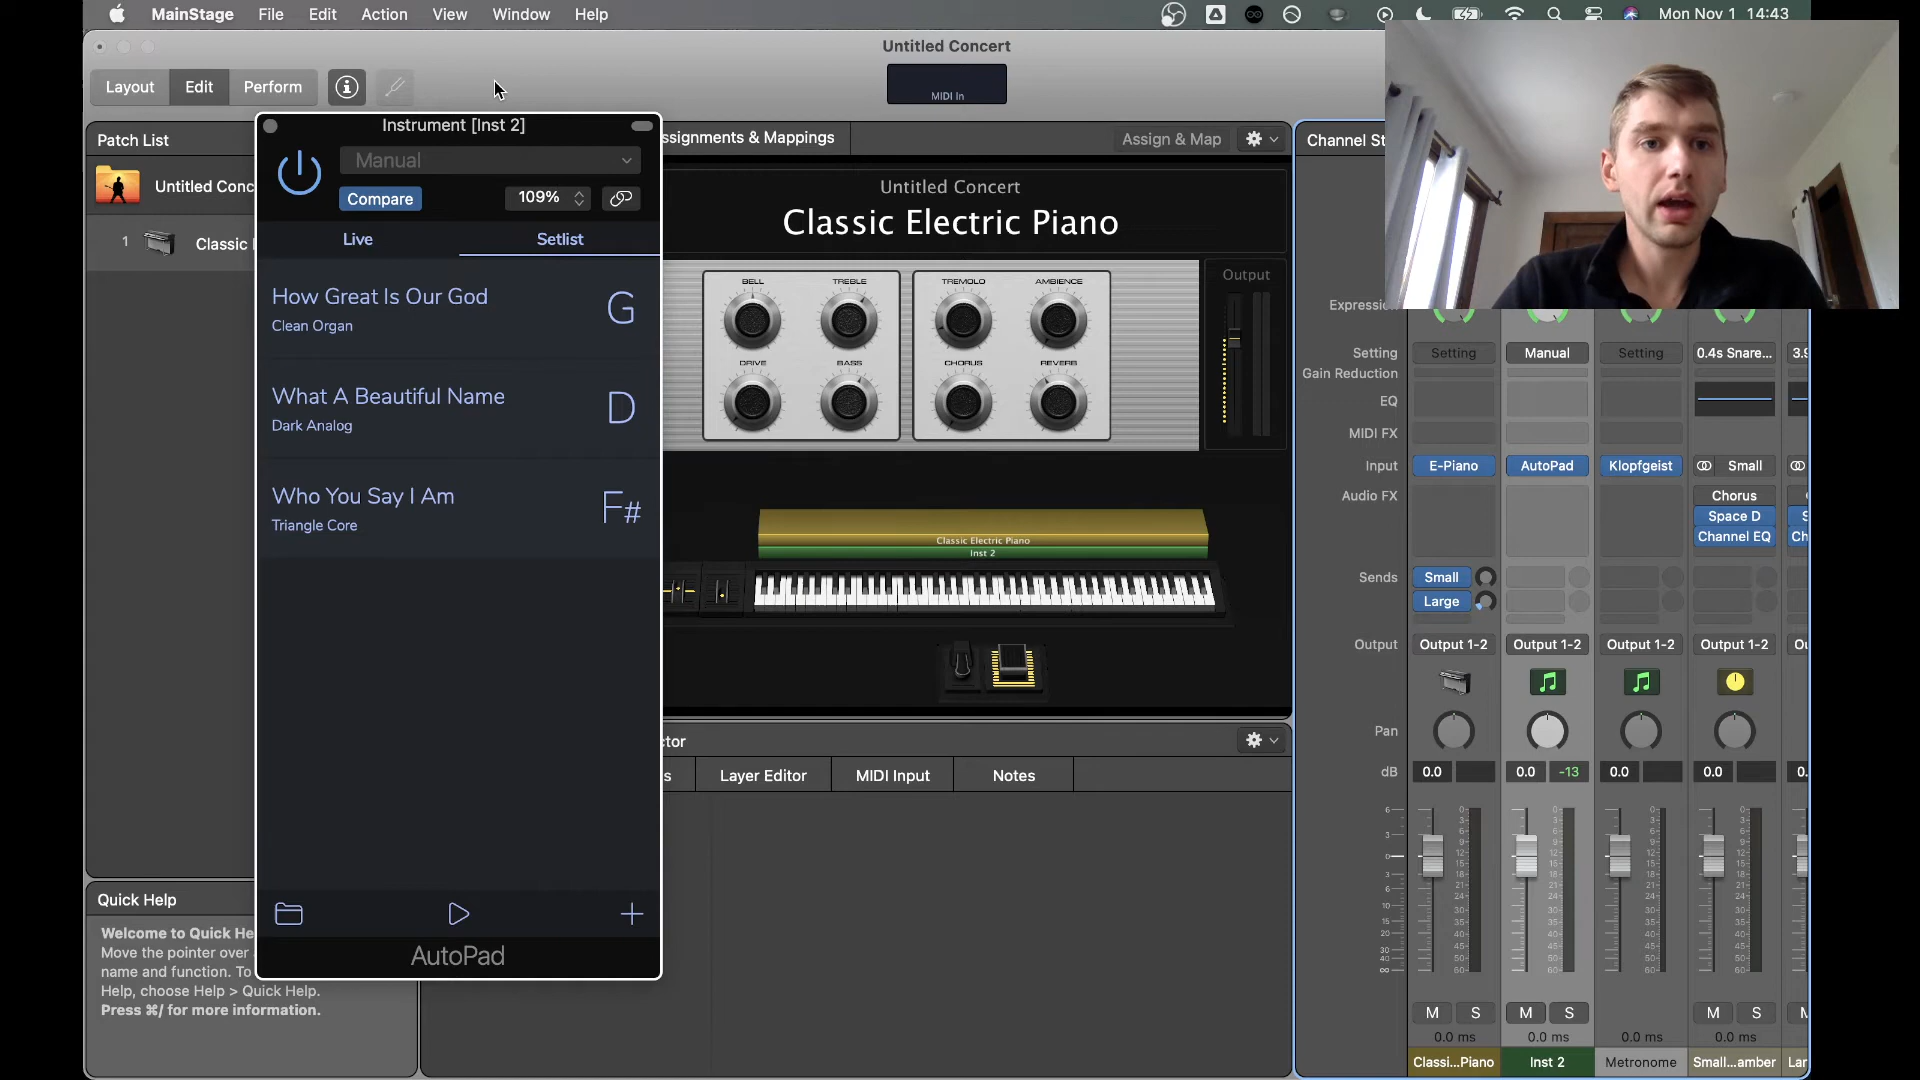 MainStage File Edit Action View Window Help
Mon Nov 1 14:43
Untitled Concert
Layout Edit Perform
MIDI In
Patch List
Untitled Conc
1 Classic
Instrument [Inst 2]
Manual
Compare 109%
Live Setlist
How Great Is Our God G
Clean Organ
What A Beautiful Name D
Dark Analog
Who You Say I Am F#
Triangle Core
AutoPad
Quick Help
Welcome to Quick He
Move the pointer over
name and function. To
Help, choose Help > Quick Help.
Press ⌘/ for more information.
ssignments & Mappings Assign & Map
Untitled Concert
Classic Electric Piano
Output
BELL TREBLE TREMOLO AMBIENCE
DRIVE BASS CHORUS REVERB
Classic Electric Piano
Inst 2
ctor
s Layer Editor MIDI Input Notes
Channel St
Expression
Setting Setting Manual Setting 0.4s Snare... 3.9
Gain Reduction
EQ
MIDI FX
Input E-Piano AutoPad Klopfgeist Small
Audio FX Chorus
Space D S
Channel EQ Ch
Sends Small
Large
Output Output 1-2 Output 1-2 Output 1-2 Output 1-2 Ou
Pan
dB 0.0 0.0 -13 0.0 0.0 0.
M S M S M S M
0.0 ms 0.0 ms 0.0 ms 0.0 ms
Classi...Piano Inst 2 Metronome Small...amber Lar